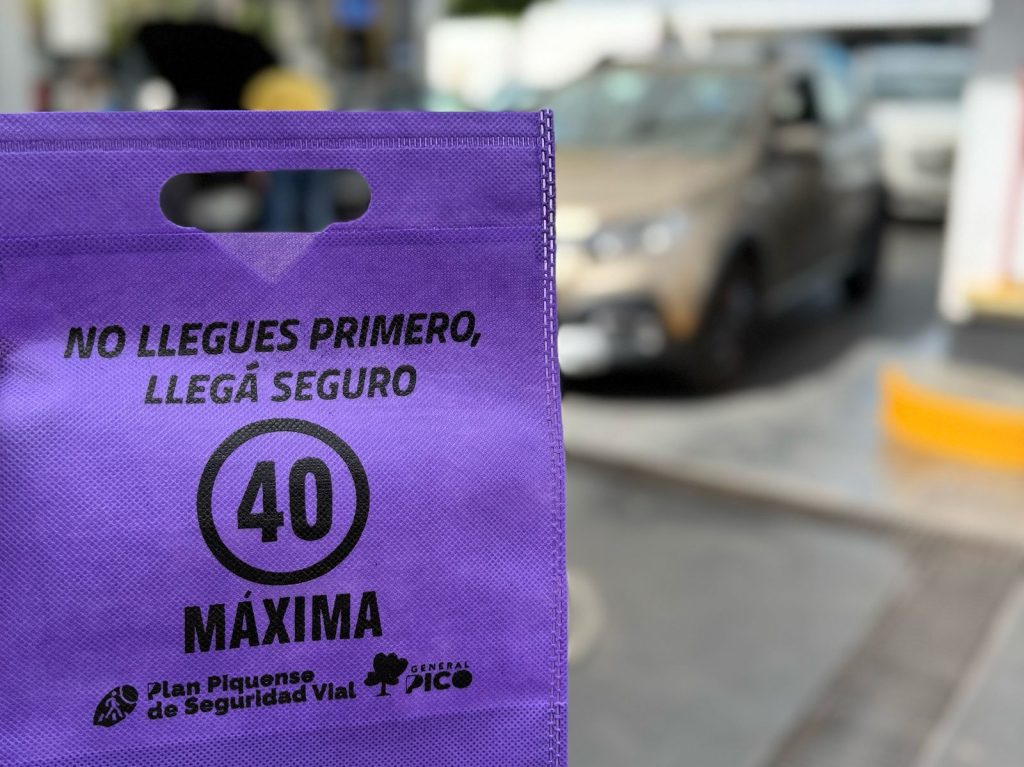 NO LLEGUES PRIMERO,
LLEGÁ SEGURO
40
MÁXIMA
Plan Piquense
de Seguridad Vial
GENERAL
PICO